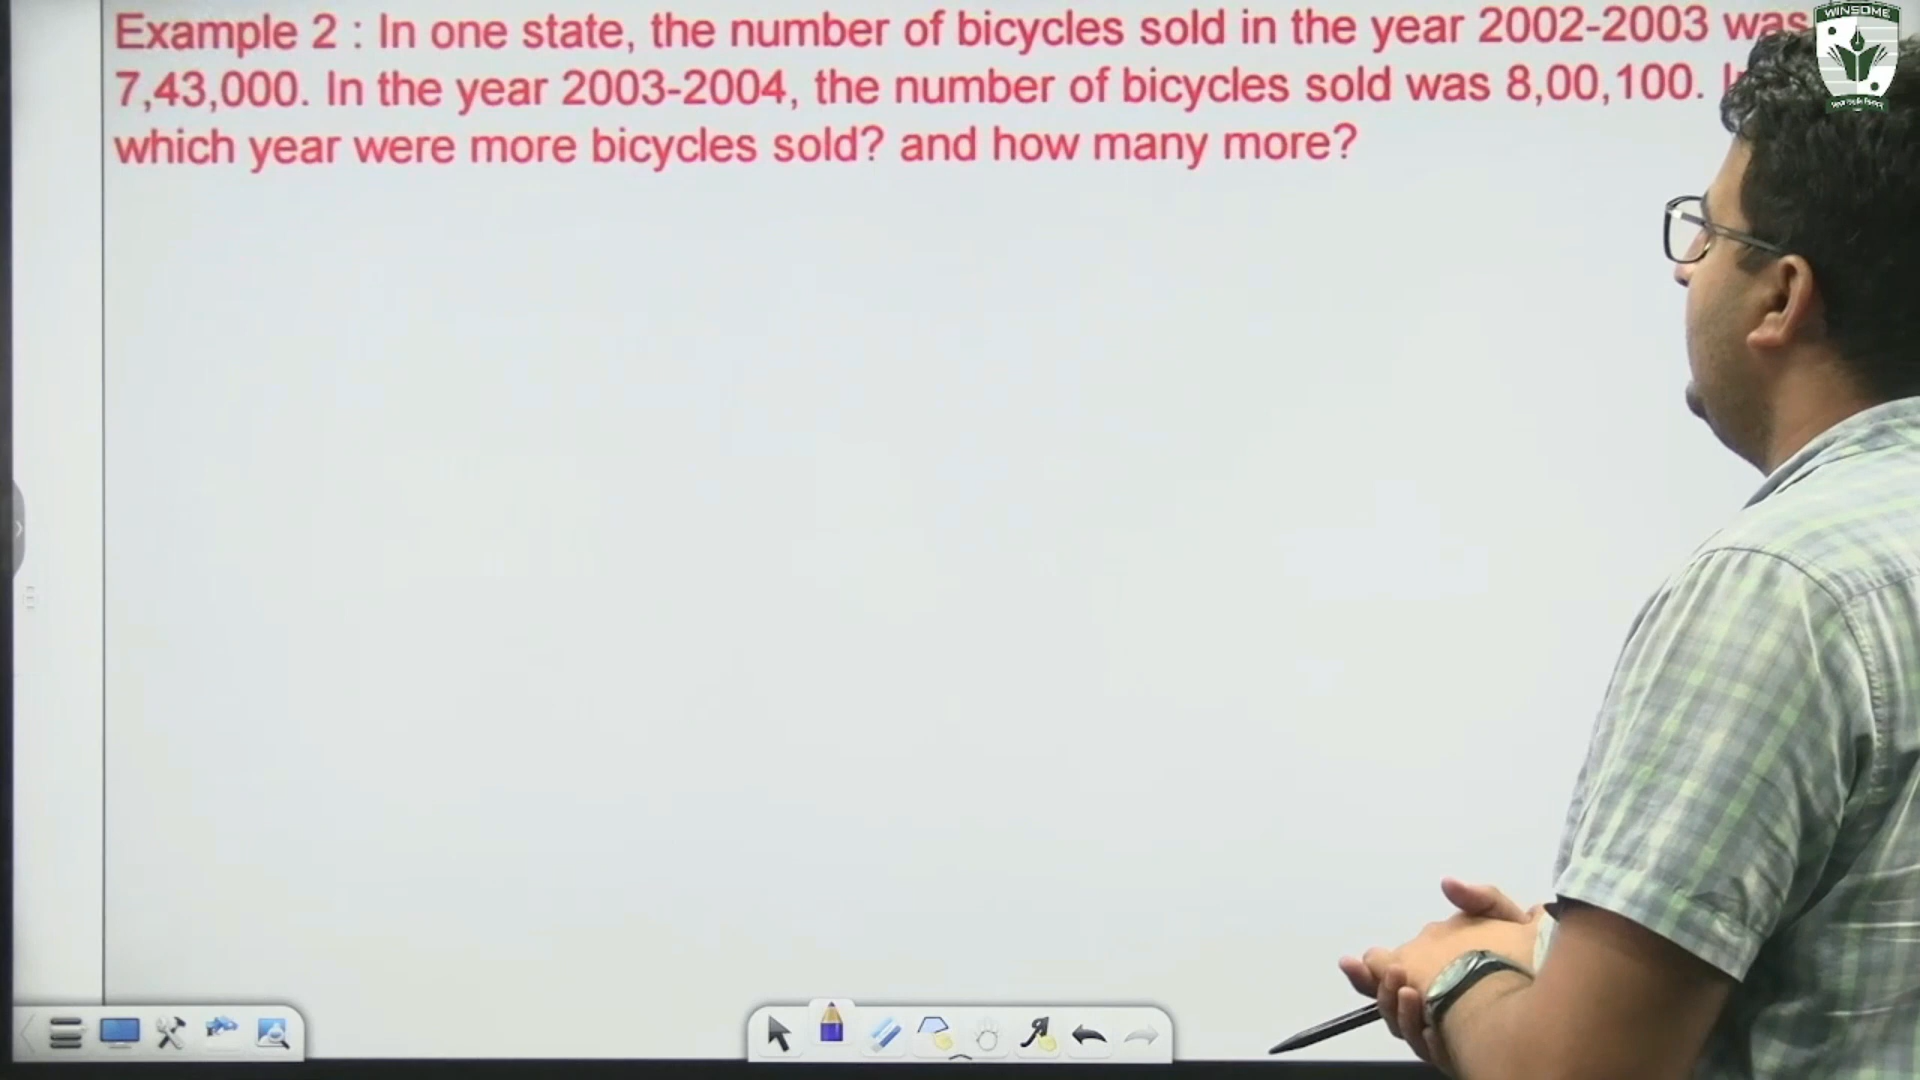 Example 2 : In one state, the number of bicycles sold in the year 2002-2003 was
7,43,000. In the year 2003-2004, the number of bicycles sold was 8,00,100.
which year were more bicycles sold? and how many more?
WINSOME